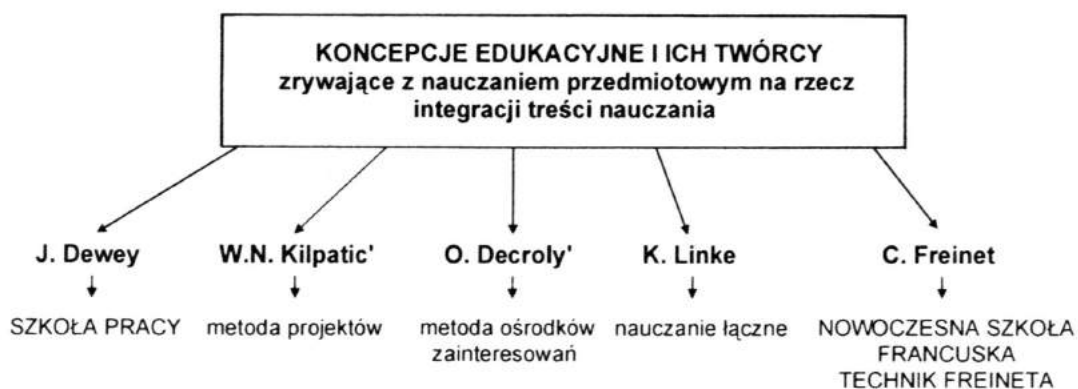 KONCEPCJE EDUKACYJNE I ICH TWÓRCY
zrywające z nauczaniem przedmiotowym na rzecz
integracji treści nauczania
J. Dewey
W.N. Kilpatic'
O. Decroly'
K. Linke
C. Freinet
SZKOŁA PRACY
metoda projektów
metoda ośrodków
zainteresowań
nauczanie łączne
NOWOCZESNA SZKOŁA
FRANCUSKA
TECHNIK FREINETA